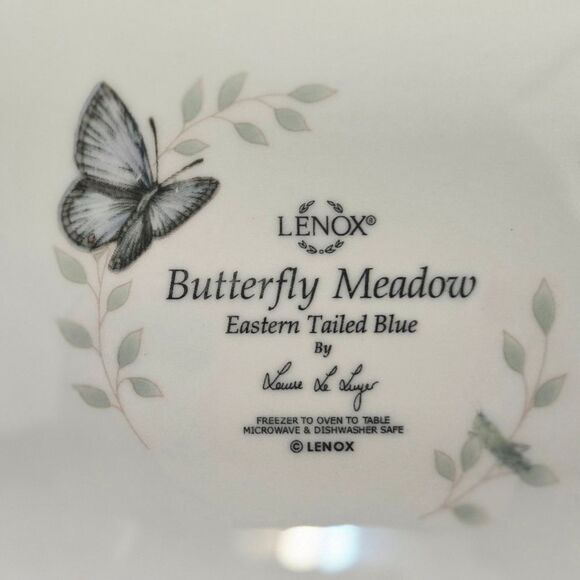 LENOX®
Butterfly Meadow
Eastern Tailed Blue
By
Louise Le Luyer
FREEZER TO OVEN TO TABLE
MICROWAVE & DISHWASHER SAFE
© LENOX